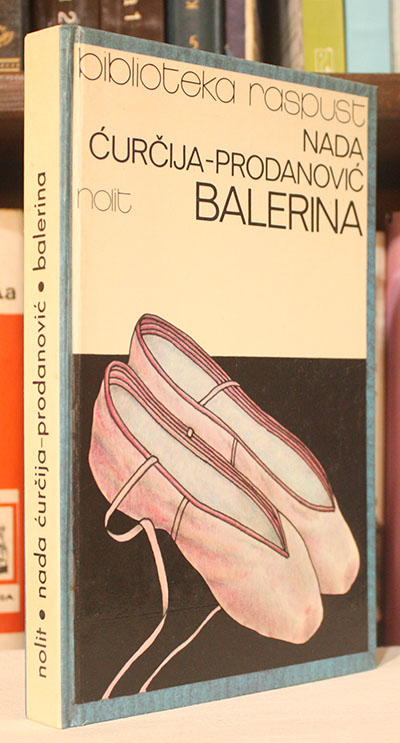 biblioteka raspust
NADA
ĆURČIJA-PRODANOVIĆ
nolit
BALERINA
nolit • nada ćurčija-prodanović • balerina